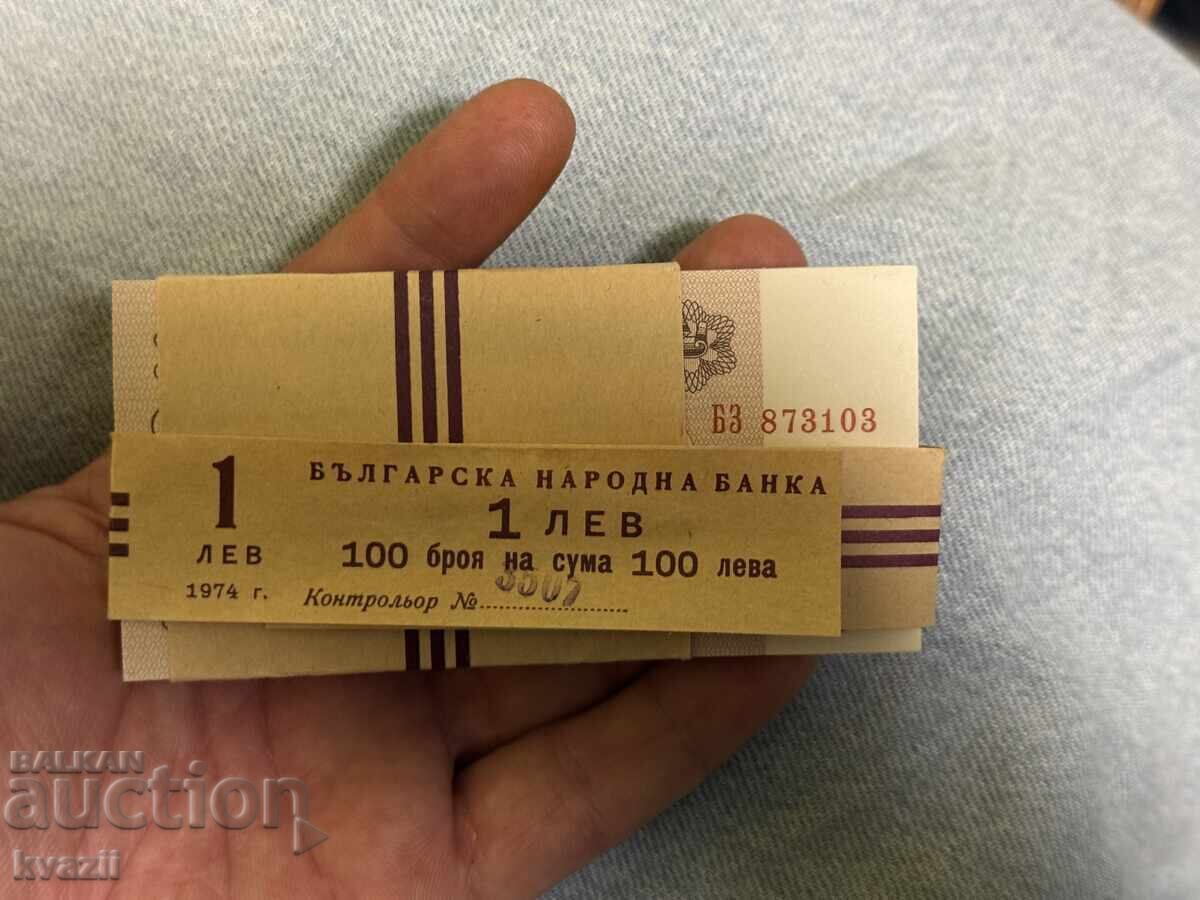 БЗ 873103
1
ЛЕВ
1974 г.
БЪЛГАРСКА НАРОДНА БАНКА
1 ЛЕВ
100 броя на сума 100 лева
Контрольор №
BALKAN
auction
kvazii